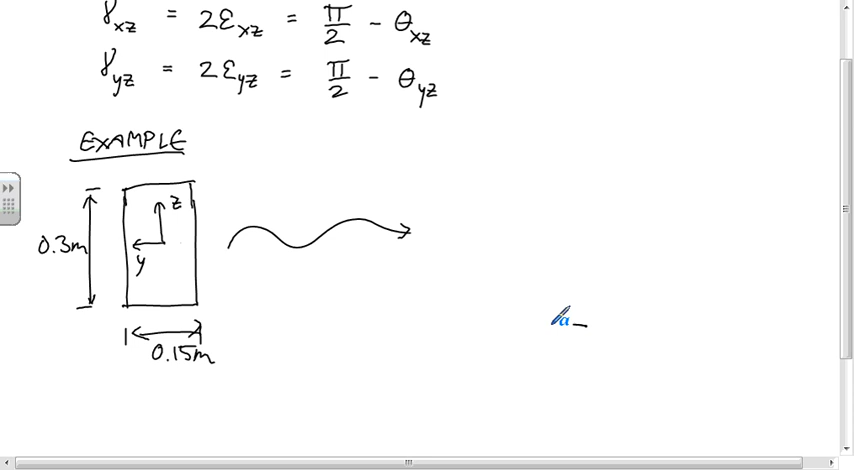 γxz = 2εxz = π/2 - θxz
γyz = 2εyz = π/2 - θyz
EXAMPLE
z
0.3m
y
0.15m